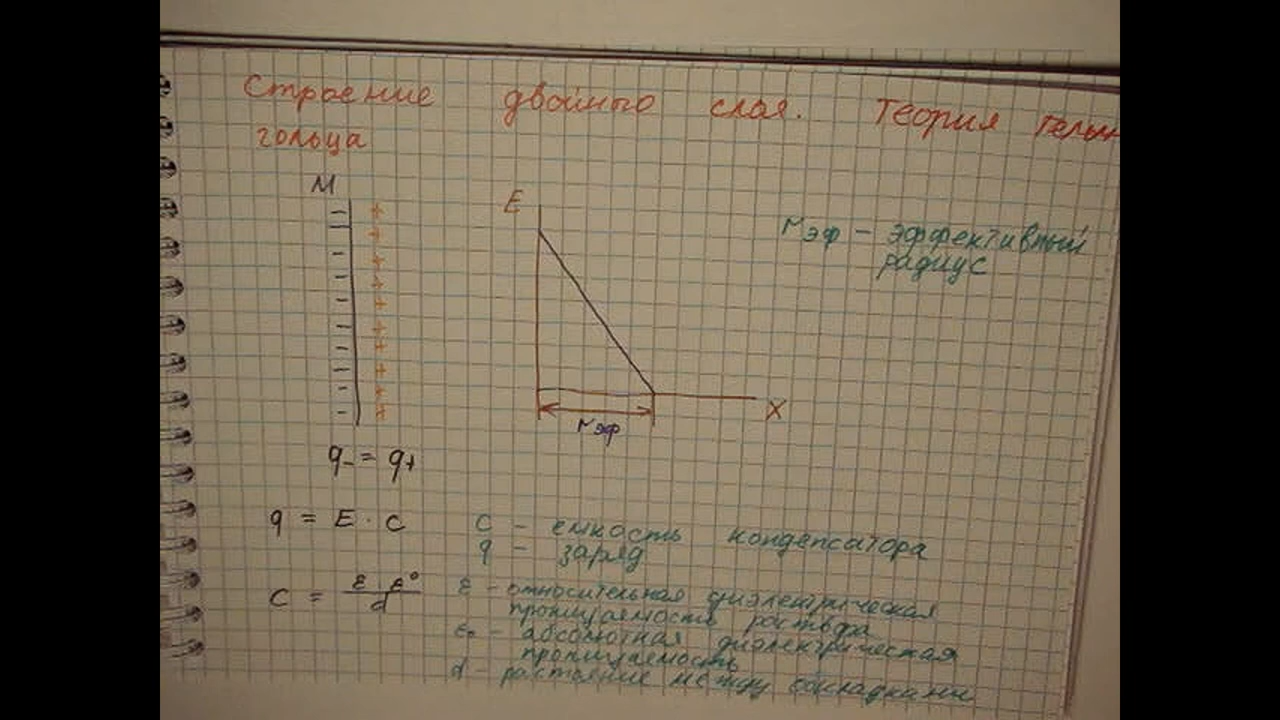 Строение двойного слоя. Теория Гельм
гольца
М
E
rэф – эффективный
радиус
X
rэф
q- = q+
q = E · C
C – емкость конденсатора
q – заряд
C = ε · ε° / d
ε – относительная диэлектрическая
проницаемость раствора
ε₀ – абсолютная диэлектрическая
проницаемость
d – растояние между обкладками